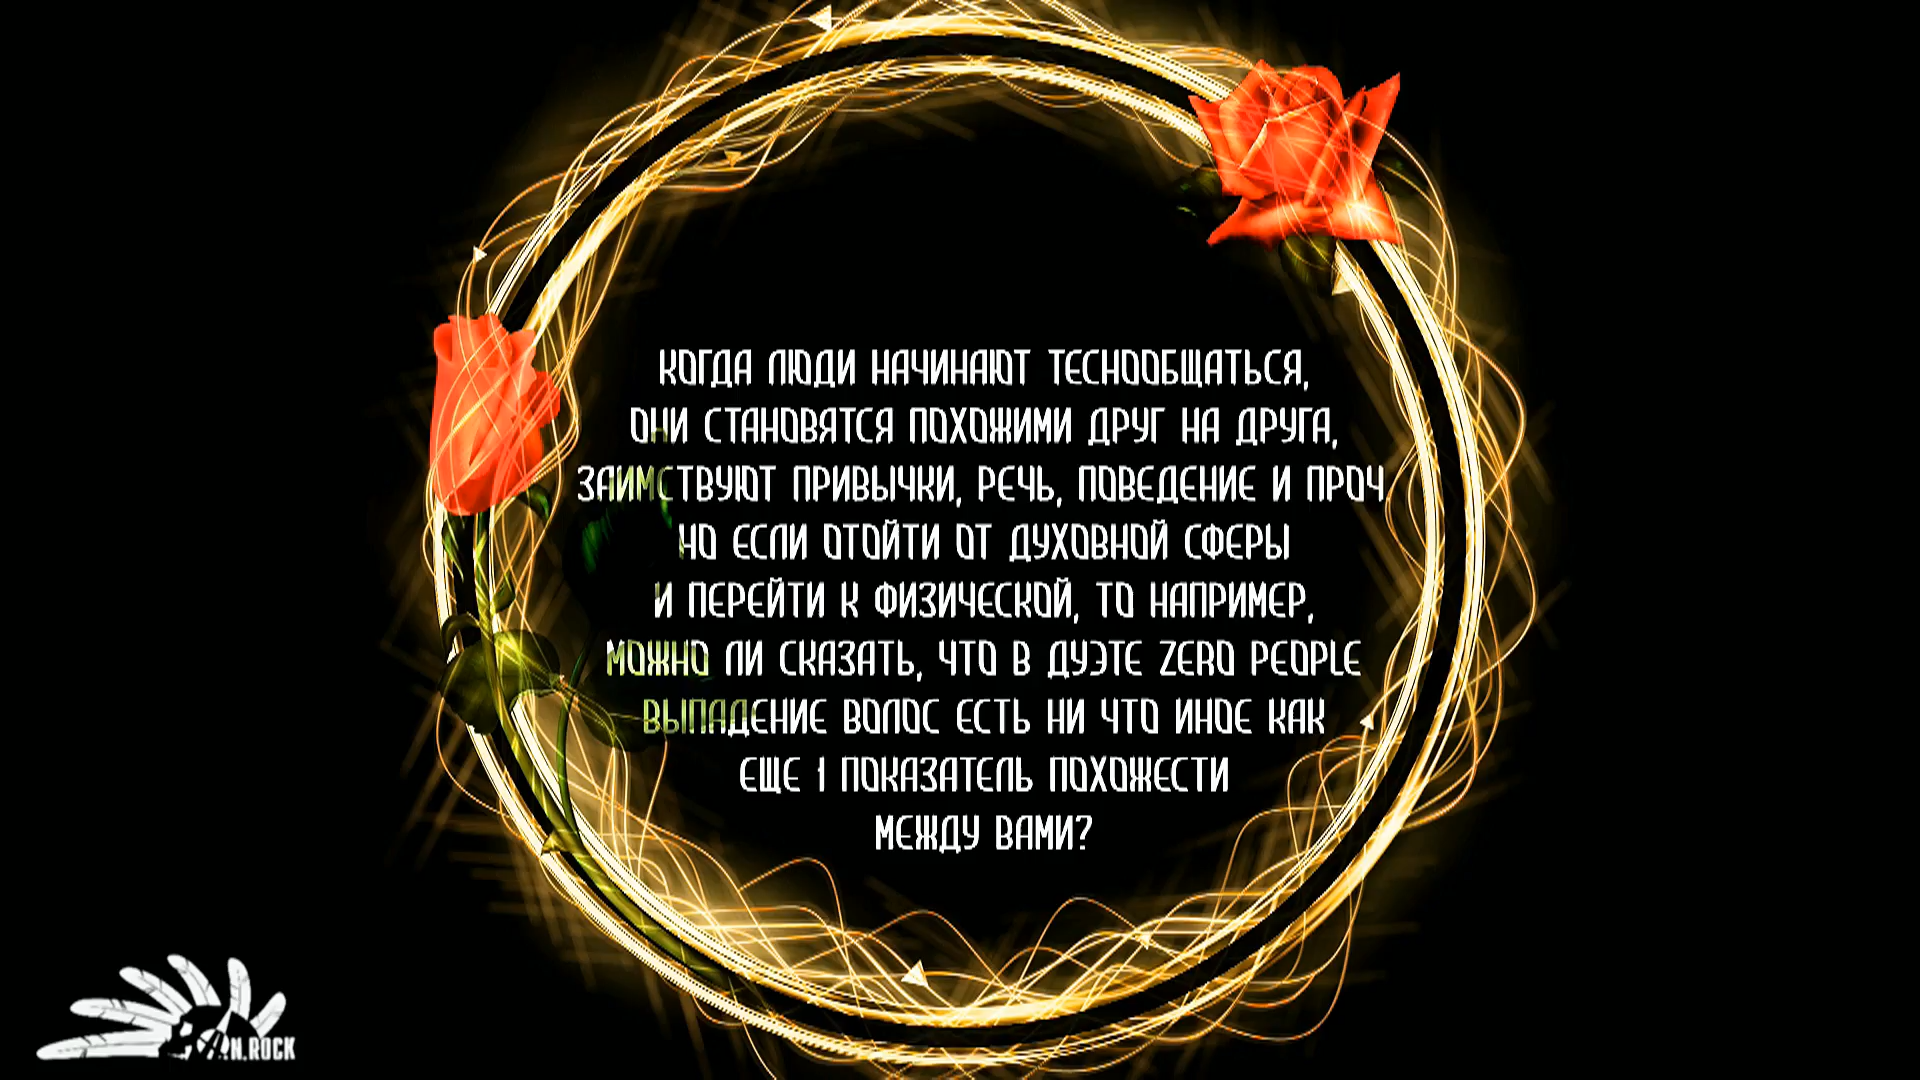 КОГДА ЛЮДИ НАЧИНАЮТ ТЕСНООБЩАТЬСЯ,
ОНИ СТАНОВЯТСЯ ПОХОЖИМИ ДРУГ НА ДРУГА,
ЗАИМСТВУЮТ ПРИВЫЧКИ, РЕЧЬ, ПОВЕДЕНИЕ И ПРОЧ
НО ЕСЛИ ОТОЙТИ ОТ ДУХОВНОЙ СФЕРЫ
И ПЕРЕЙТИ К ФИЗИЧЕСКОЙ, ТО НАПРИМЕР,
МОЖНО ЛИ СКАЗАТЬ, ЧТО В ДУЭТЕ ZERO PEOPLE
ВЫПАДЕНИЕ ВОЛОС ЕСТЬ НИ ЧТО ИНОЕ КАК
ЕЩЕ 1 ПОКАЗАТЕЛЬ ПОХОЖЕСТИ
МЕЖДУ ВАМИ?